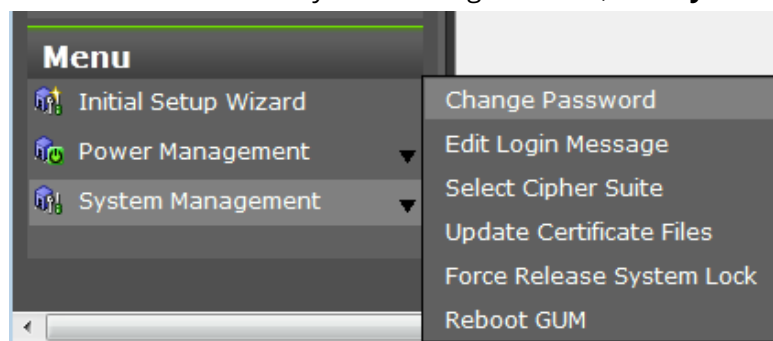 Menu
Initial Setup Wizard
Power Management
System Management
Change Password
Edit Login Message
Select Cipher Suite
Update Certificate Files
Force Release System Lock
Reboot GUM